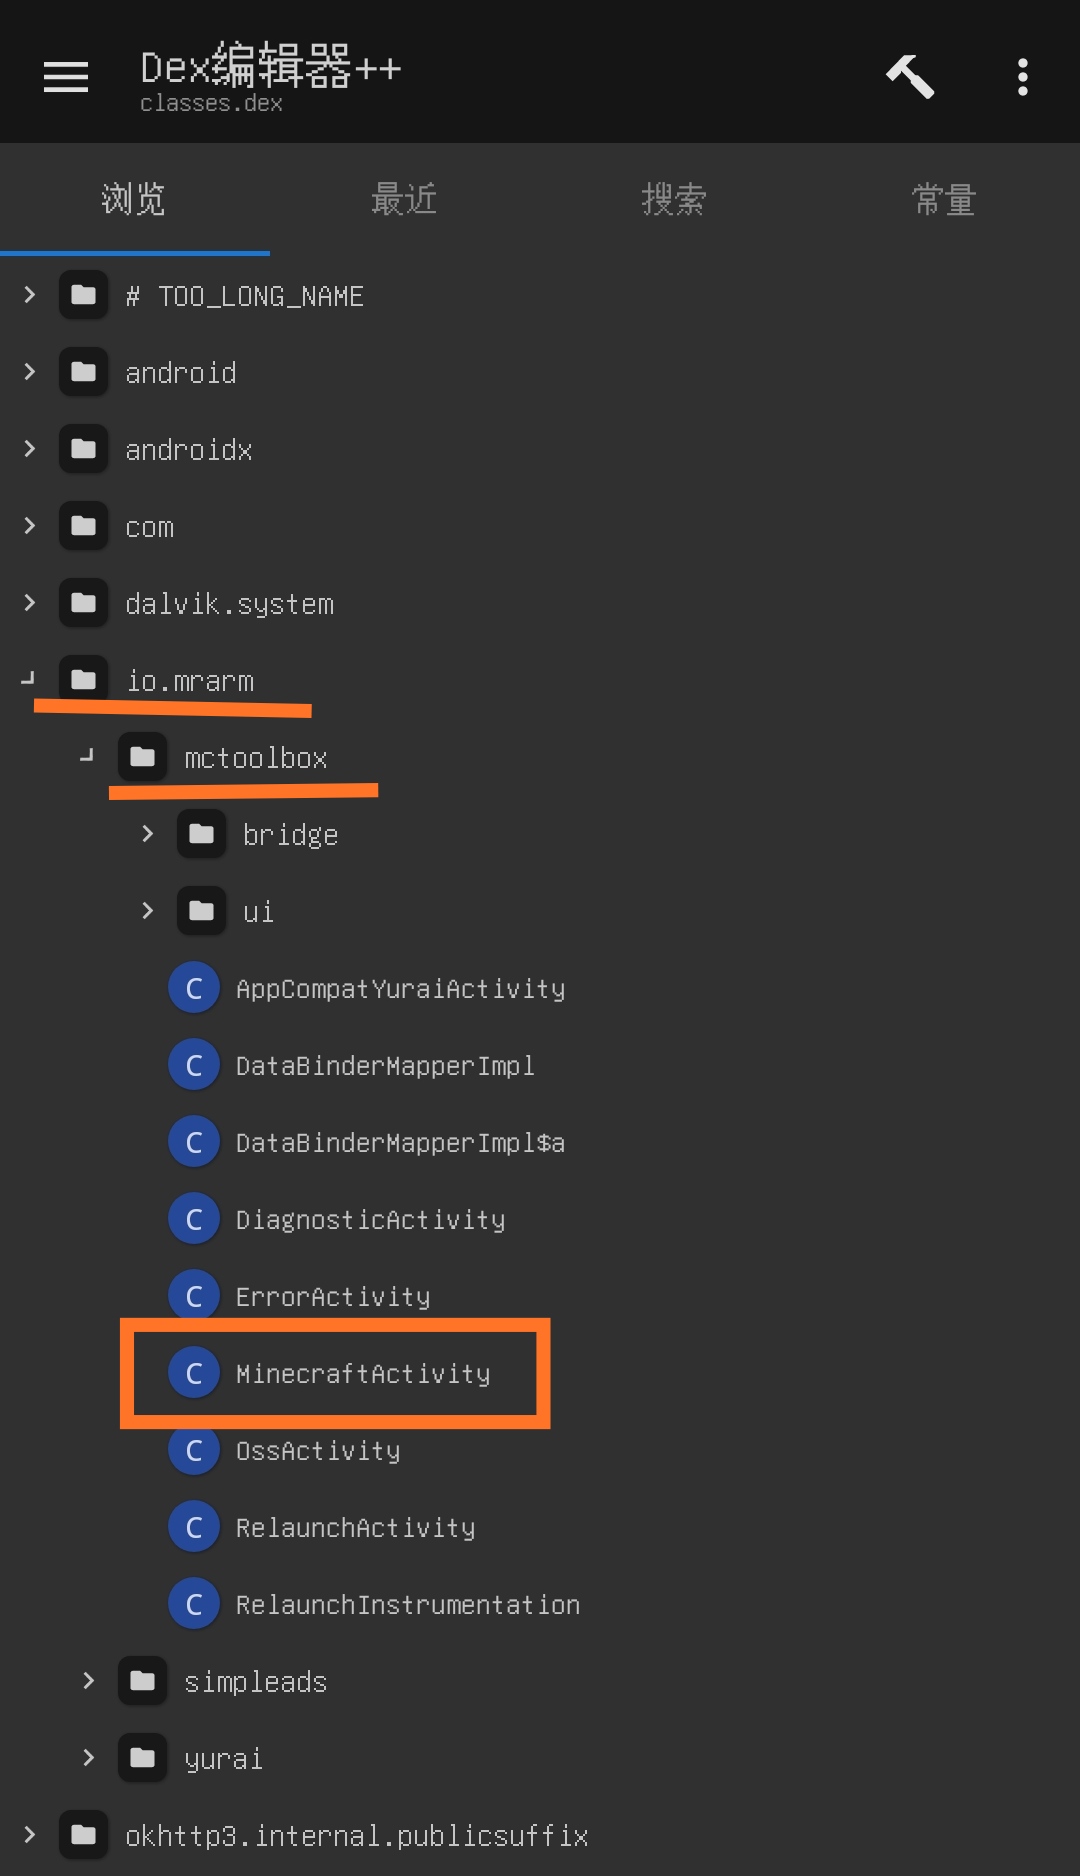 Dex编辑器++
classes.dex
浏览 最近 搜索 常量
# TOO_LONG_NAME
android
androidx
com
dalvik.system
io.mrarm
mctoolbox
bridge
ui
C AppCompatYuraiActivity
C DataBinderMapperImpl
C DataBinderMapperImpl$a
C DiagnosticActivity
C ErrorActivity
C MinecraftActivity
C OssActivity
C RelaunchActivity
C RelaunchInstrumentation
simpleads
yurai
okhttp3.internal.publicsuffix